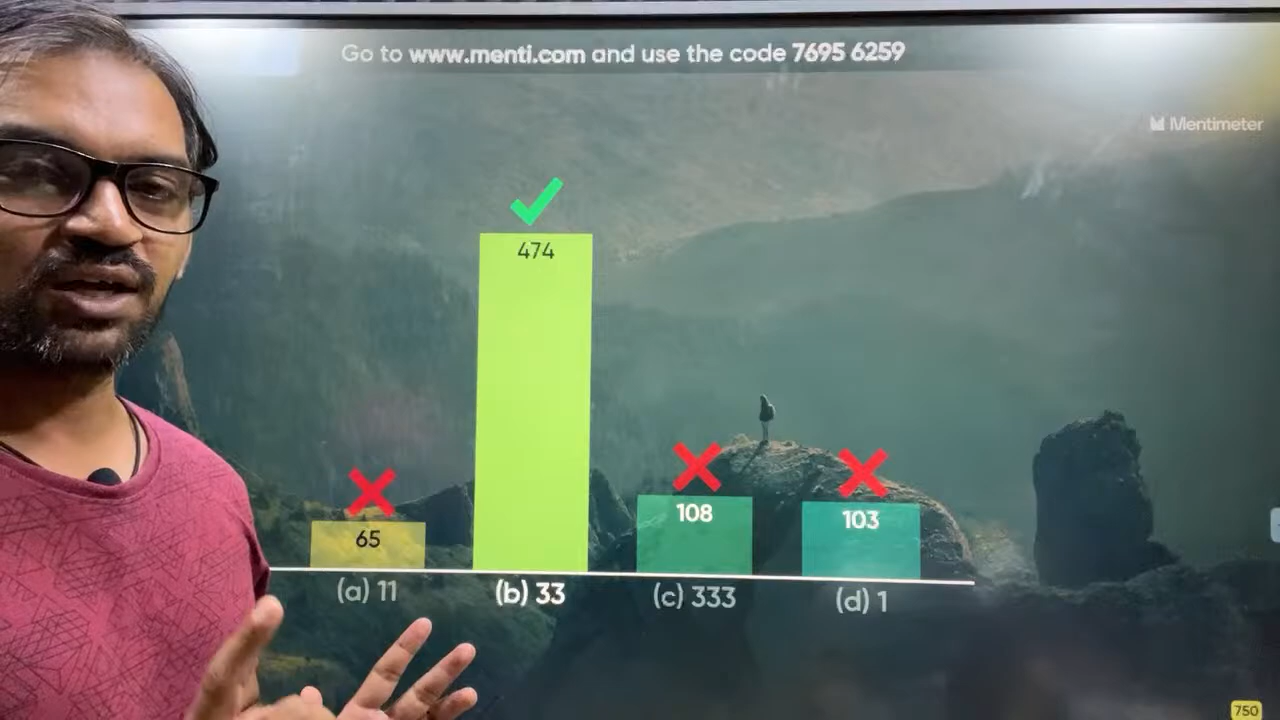 Go to www.menti.com and use the code 7695 6259
Mentimeter
474
65
108
103
(a) 11
(b) 33
(c) 333
(d) 1
750